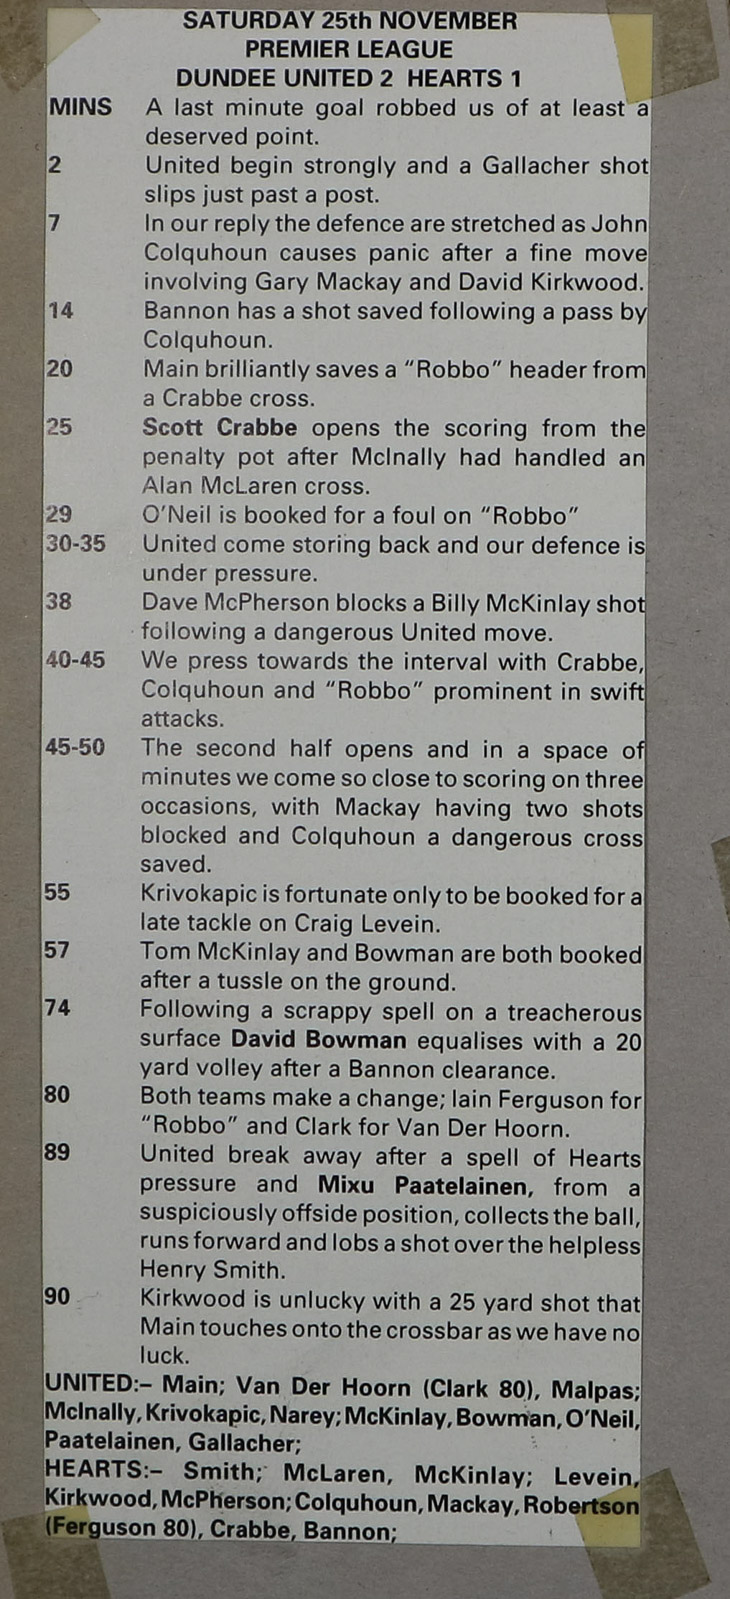 SATURDAY 25th NOVEMBER
PREMIER LEAGUE
DUNDEE UNITED 2 HEARTS 1
MINS A last minute goal robbed us of at least a
deserved point.
2 United begin strongly and a Gallacher shot
slips just past a post.
7 In our reply the defence are stretched as John
Colquhoun causes panic after a fine move
involving Gary Mackay and David Kirkwood.
14 Bannon has a shot saved following a pass by
Colquhoun.
20 Main brilliantly saves a “Robbo” header from
a Crabbe cross.
25 Scott Crabbe opens the scoring from the
penalty pot after McInally had handled an
Alan McLaren cross.
29 O’Neil is booked for a foul on “Robbo”
30-35 United come storing back and our defence is
under pressure.
38 Dave McPherson blocks a Billy McKinlay shot
following a dangerous United move.
40-45 We press towards the interval with Crabbe,
Colquhoun and “Robbo” prominent in swift
attacks.
45-50 The second half opens and in a space of
minutes we come so close to scoring on three
occasions, with Mackay having two shots
blocked and Colquhoun a dangerous cross
saved.
55 Krivokapic is fortunate only to be booked for a
late tackle on Craig Levein.
57 Tom McKinlay and Bowman are both booked
after a tussle on the ground.
74 Following a scrappy spell on a treacherous
surface David Bowman equalises with a 20
yard volley after a Bannon clearance.
80 Both teams make a change; Iain Ferguson for
“Robbo” and Clark for Van Der Hoorn.
89 United break away after a spell of Hearts
pressure and Mixu Paatelainen, from a
suspiciously offside position, collects the ball,
runs forward and lobs a shot over the helpless
Henry Smith.
90 Kirkwood is unlucky with a 25 yard shot that
Main touches onto the crossbar as we have no
luck.
UNITED:– Main; Van Der Hoorn (Clark 80), Malpas;
McInally, Krivokapic, Narey; McKinlay, Bowman, O’Neil,
Paatelainen, Gallacher;
HEARTS:– Smith; McLaren, McKinlay; Levein,
Kirkwood, McPherson; Colquhoun, Mackay, Robertson
(Ferguson 80), Crabbe, Bannon;